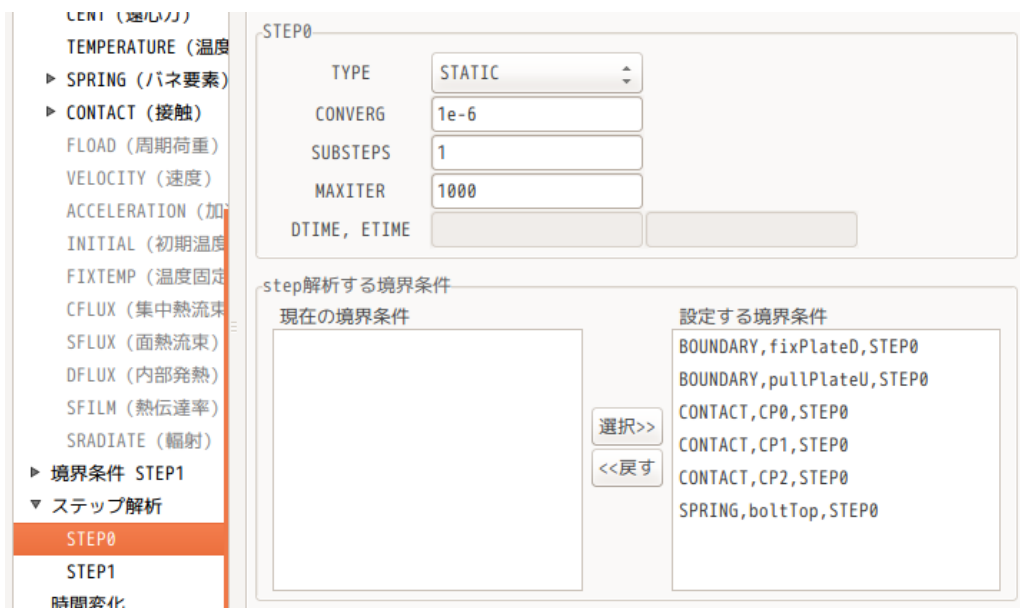 CENT (遠心力)
TEMPERATURE (温度
SPRING (バネ要素)
CONTACT (接触)
FLOAD (周期荷重)
VELOCITY (速度)
ACCELERATION (加
INITIAL (初期温度
FIXTEMP (温度固定
CFLUX (集中熱流束
SFLUX (面熱流束)
DFLUX (内部発熱)
SFILM (熱伝達率)
SRADIATE (輻射)
境界条件 STEP1
ステップ解析
STEP0
STEP1
時間変化
STEP0
TYPE STATIC
CONVERG 1e-6
SUBSTEPS 1
MAXITER 1000
DTIME, ETIME
step解析する境界条件
現在の境界条件
選択>>
<<戻す
設定する境界条件
BOUNDARY,fixPlateD,STEP0
BOUNDARY,pullPlateU,STEP0
CONTACT,CP0,STEP0
CONTACT,CP1,STEP0
CONTACT,CP2,STEP0
SPRING,boltTop,STEP0